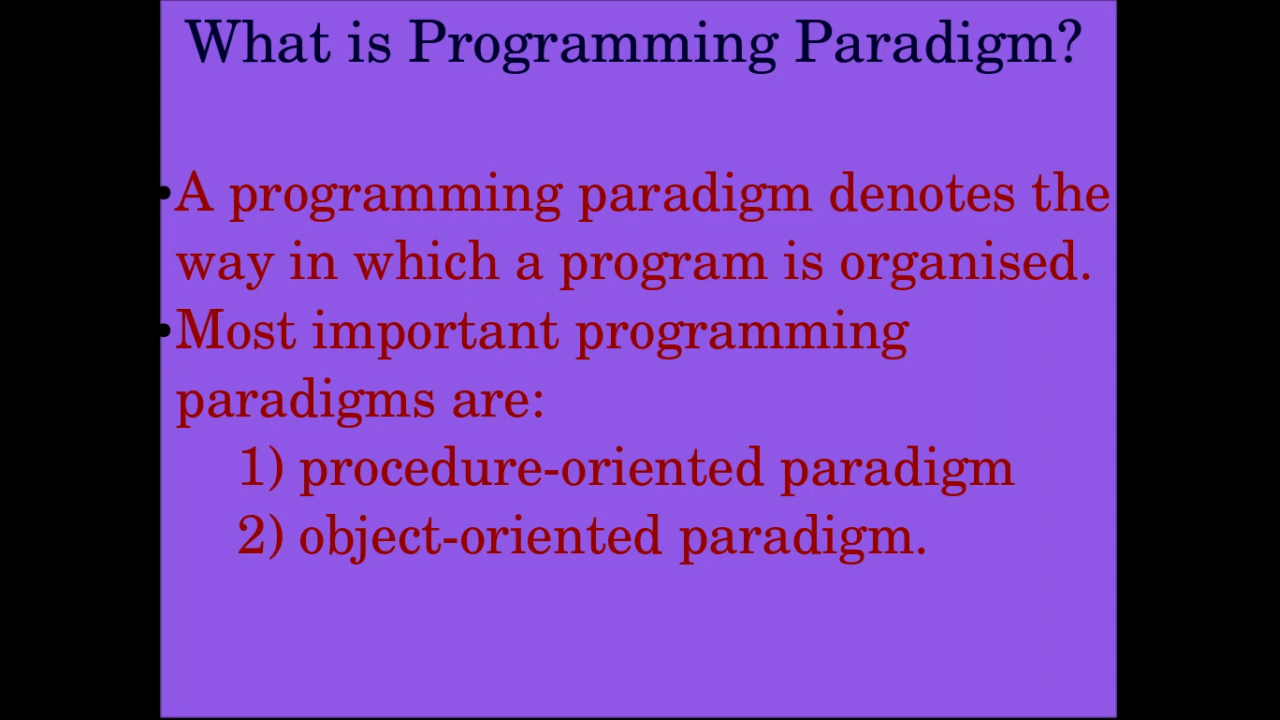 What is Programming Paradigm?
•A programming paradigm denotes the
way in which a program is organised.
•Most important programming
paradigms are:
1) procedure-oriented paradigm
2) object-oriented paradigm.